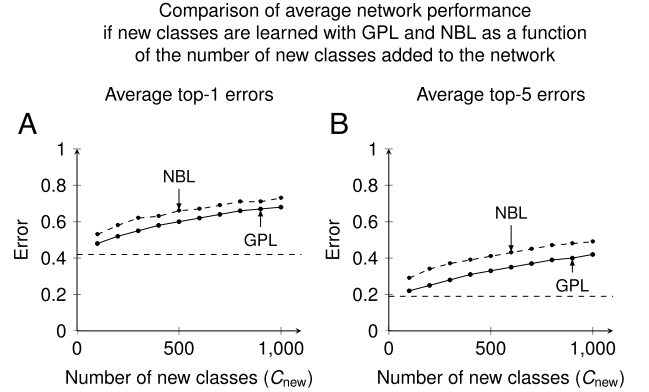 Comparison of average network performance
if new classes are learned with GPL and NBL as a function
of the number of new classes added to the network
Average top-1 errors
A
1
0.8
0.6
0.4
0.2
0
Error
NBL
GPL
0
500
1,000
Number of new classes (Cnew)
Average top-5 errors
B
1
0.8
0.6
0.4
0.2
0
Error
NBL
GPL
0
500
1,000
Number of new classes (Cnew)